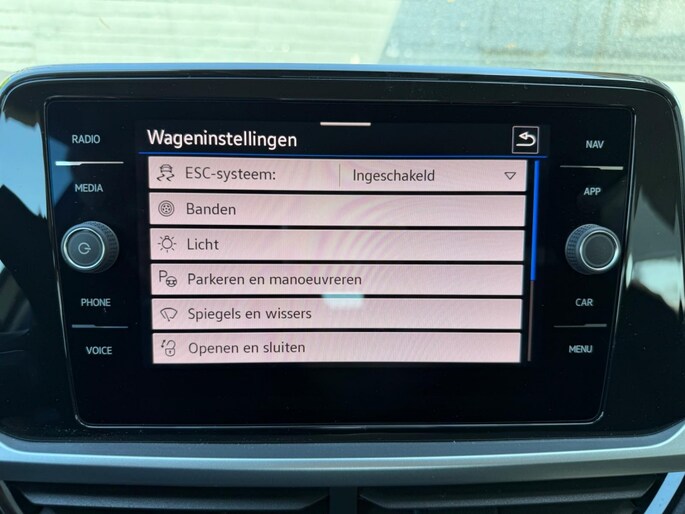 Wageninstellingen
RADIO
MEDIA
PHONE
VOICE
ESC-systeem: Ingeschakeld
Banden
Licht
Parkeren en manoeuvreren
Spiegels en wissers
Openen en sluiten
NAV
APP
CAR
MENU